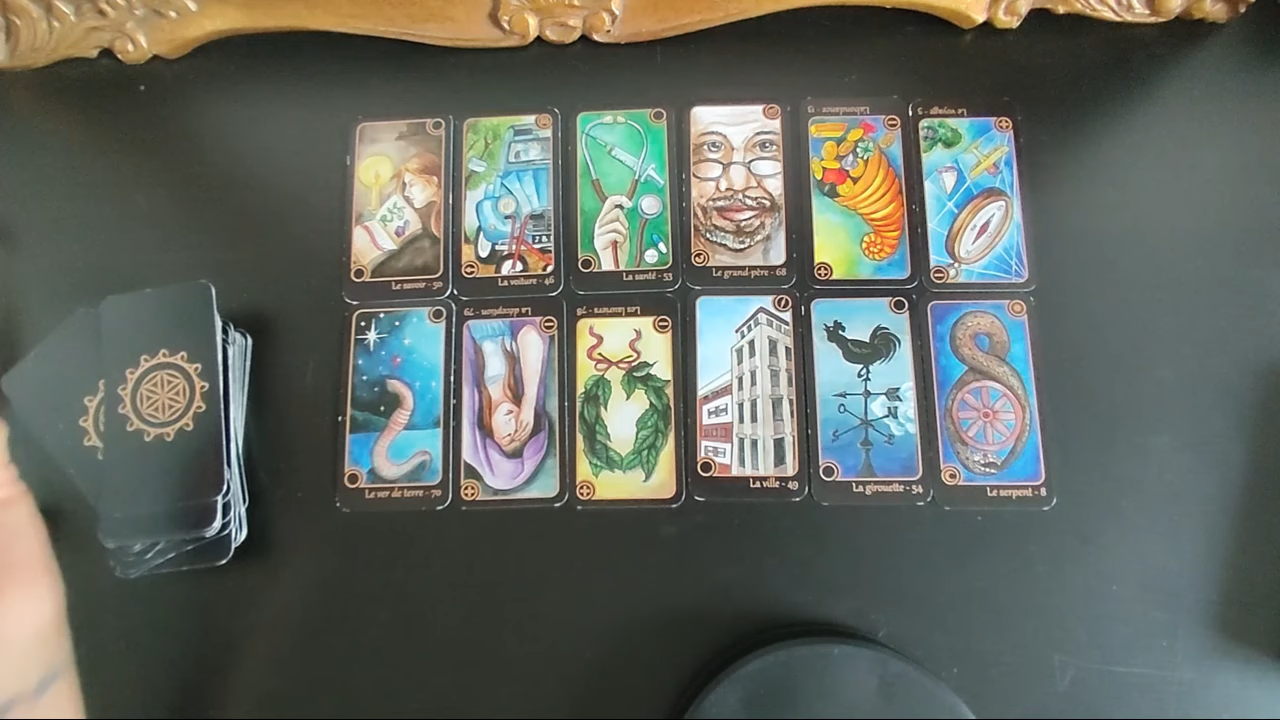 Le savoir - 50
La voiture - 46
La santé - 53
Le grand-père - 68
L'abondance - 13
Le voyage - 5
Le ver de terre - 70
La déception - 79
Les lauriers - 78
La ville - 49
La girouette - 54
Le serpent - 8